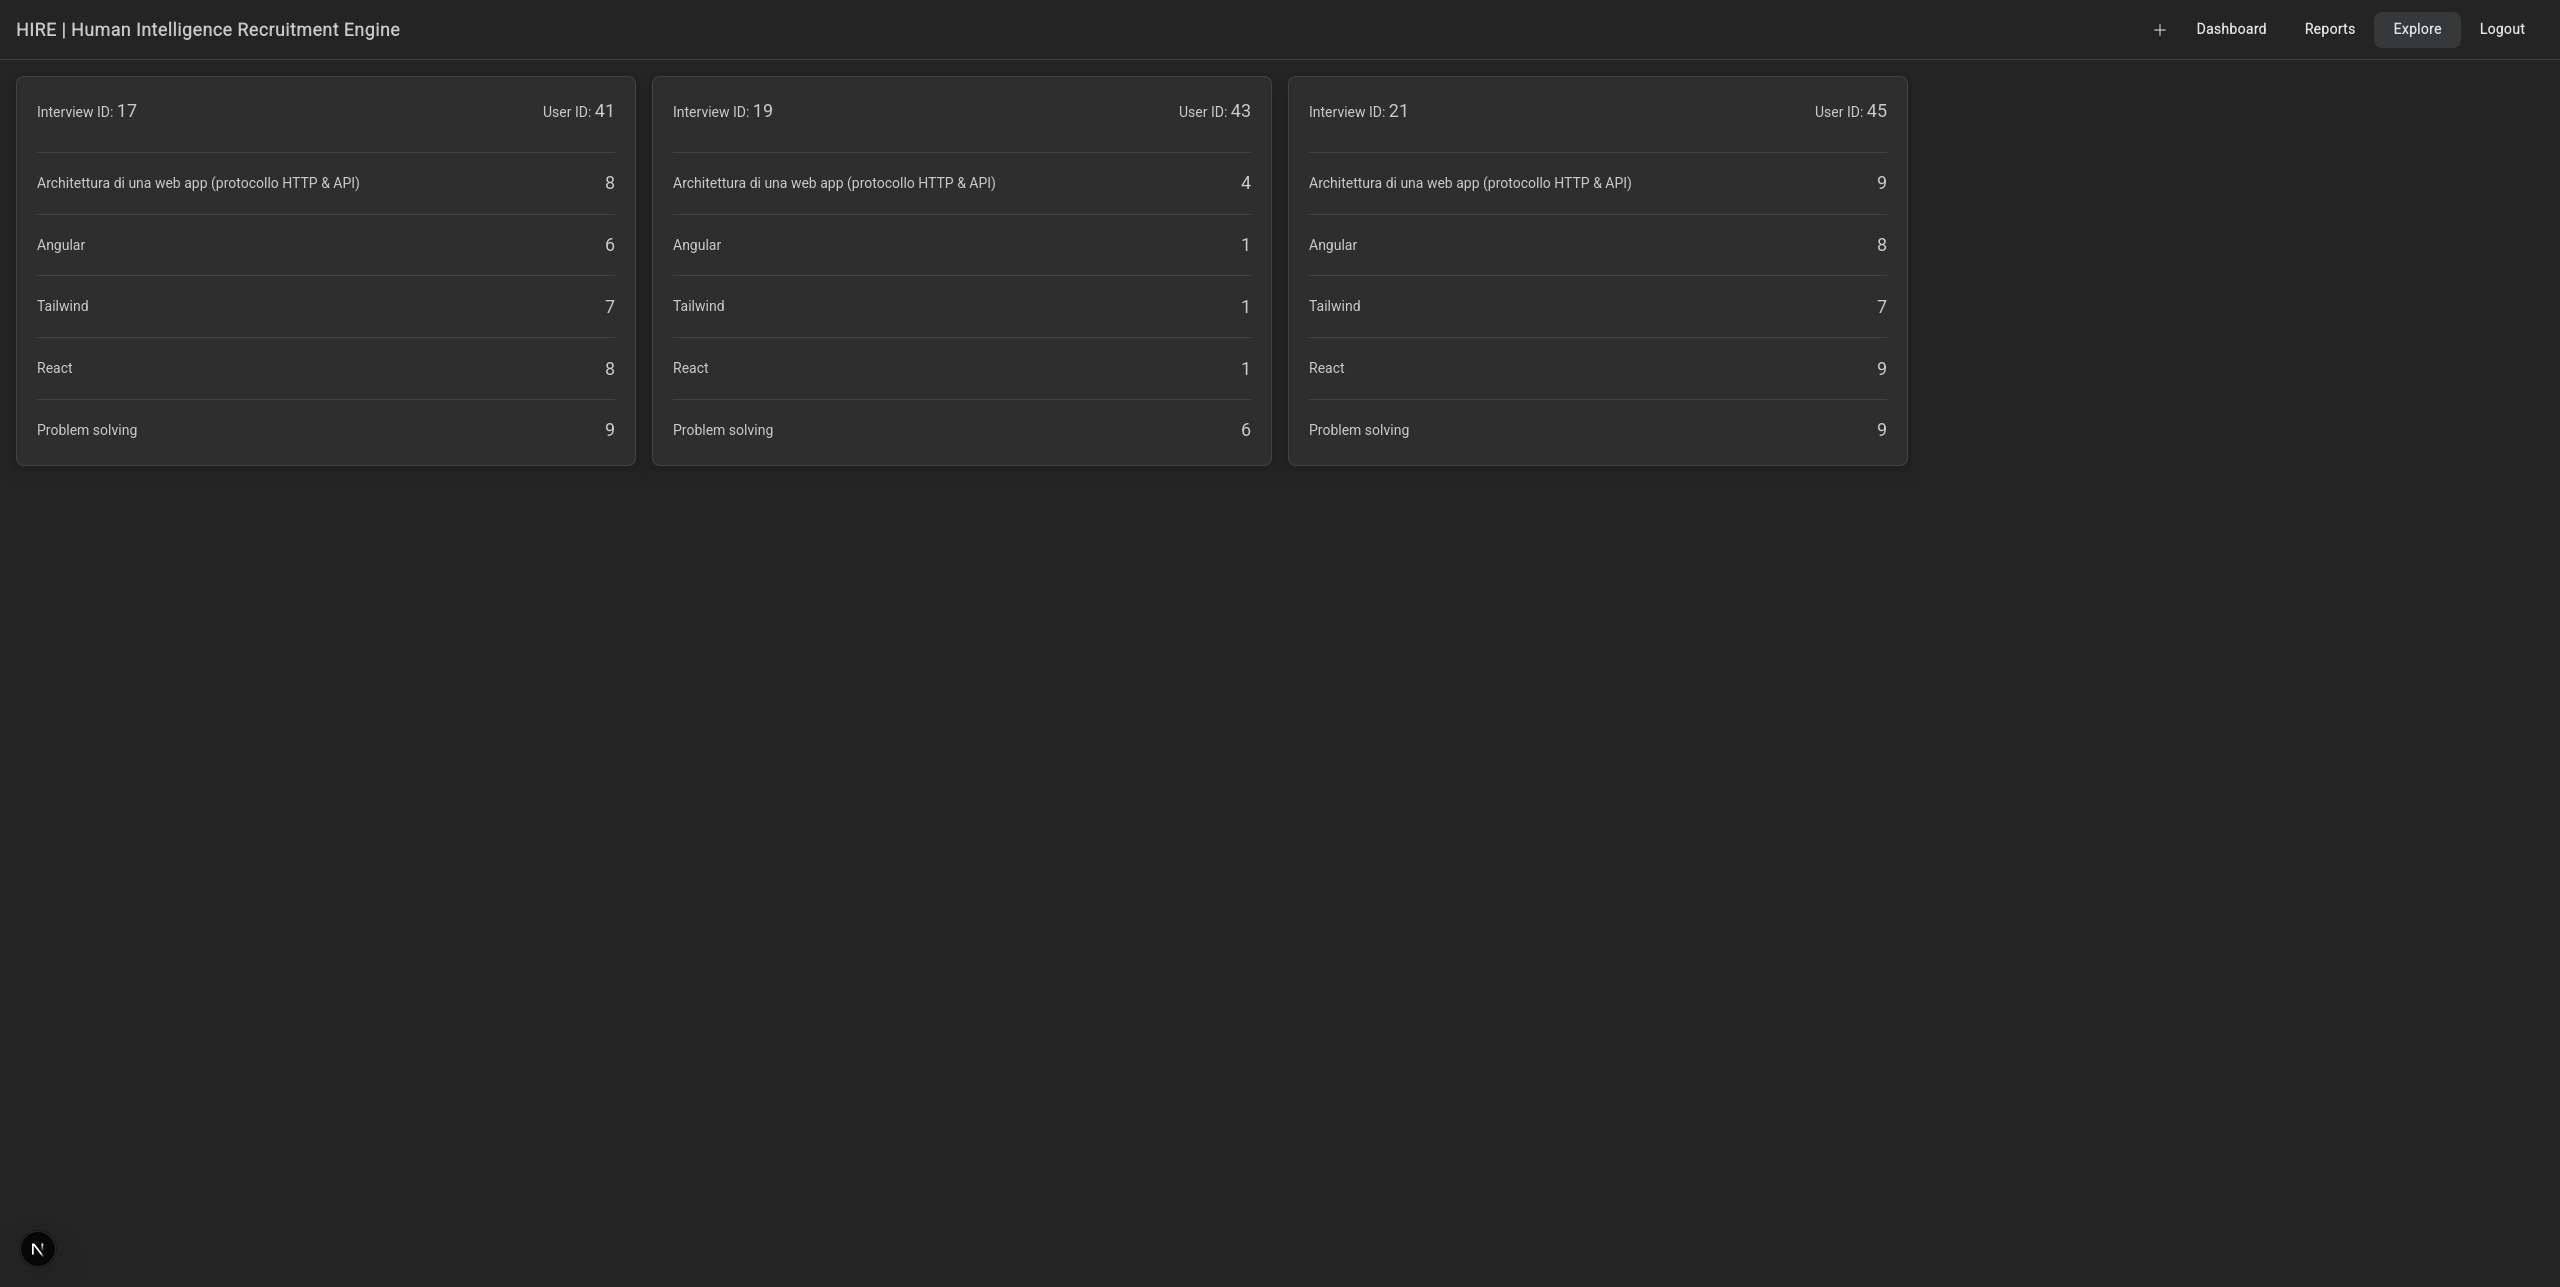 HIRE | Human Intelligence Recruitment Engine
+ Dashboard Reports Explore Logout
Interview ID: 17 User ID: 41
Architettura di una web app (protocollo HTTP & API) 8
Angular 6
Tailwind 7
React 8
Problem solving 9
Interview ID: 19 User ID: 43
Architettura di una web app (protocollo HTTP & API) 4
Angular 1
Tailwind 1
React 1
Problem solving 6
Interview ID: 21 User ID: 45
Architettura di una web app (protocollo HTTP & API) 9
Angular 8
Tailwind 7
React 9
Problem solving 9
N